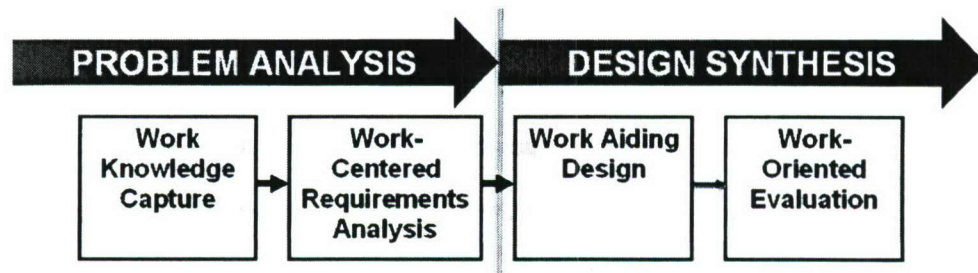 PROBLEM ANALYSIS
DESIGN SYNTHESIS
Work
Knowledge
Capture
Work-
Centered
Requirements
Analysis
Work Aiding
Design
Work-
Oriented
Evaluation